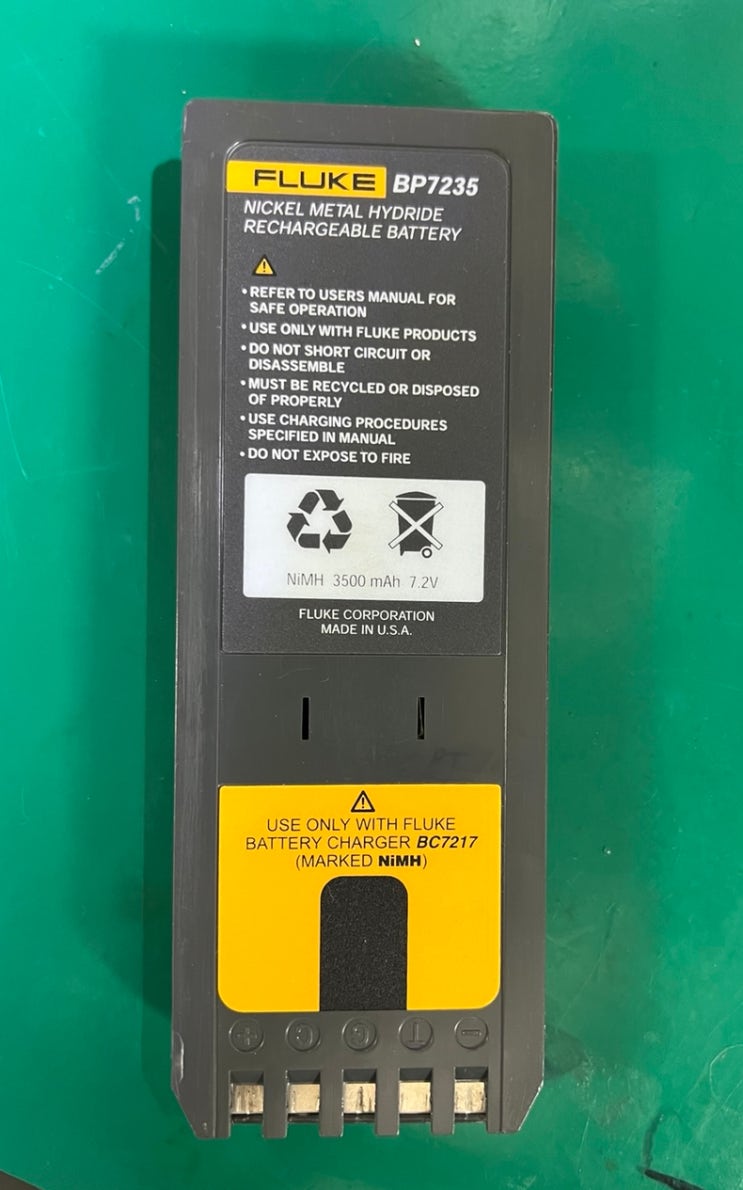 FLUKE BP7235
NICKEL METAL HYDRIDE
RECHARGEABLE BATTERY
• REFER TO USERS MANUAL FOR
SAFE OPERATION
• USE ONLY WITH FLUKE PRODUCTS
• DO NOT SHORT CIRCUIT OR
DISASSEMBLE
• MUST BE RECYCLED OR DISPOSED
OF PROPERLY
• USE CHARGING PROCEDURES
SPECIFIED IN MANUAL
• DO NOT EXPOSE TO FIRE
NiMH 3500 mAh 7.2V
FLUKE CORPORATION
MADE IN U.S.A.
USE ONLY WITH FLUKE
BATTERY CHARGER BC7217
(MARKED NiMH)
+ C C T −